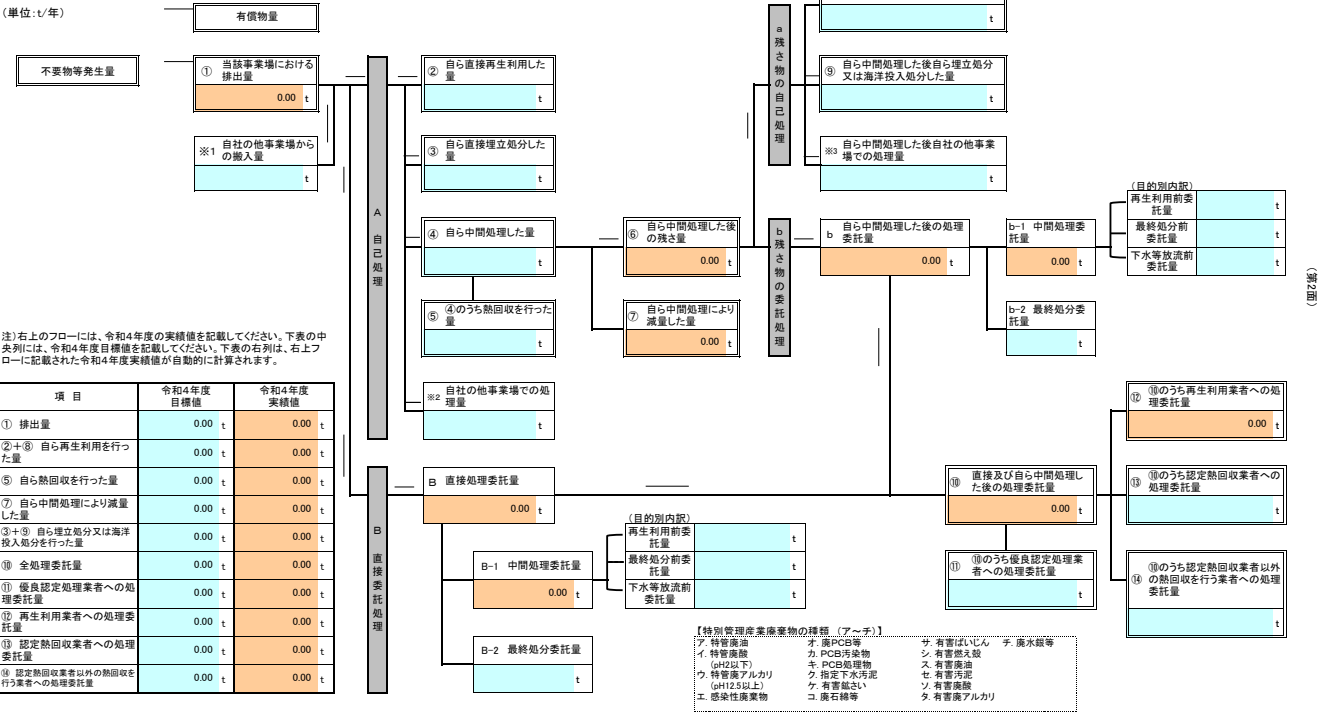 （単位：t/年）
有償物量
不要物等発生量
① 当該事業場における
排出量
0.00 t
※1 自社の他事業場から
の搬入量
t
A 自己処理
② 自ら直接再生利用した
量
t
③ 自ら直接埋立処分した
量
t
④ 自ら中間処理した量
t
⑤ ④のうち熱回収を行った
量
t
※2 自社の他事業場での処
理量
t
⑥ 自ら中間処理した後
の残さ量
0.00 t
⑦ 自ら中間処理により
減量した量
0.00 t
a 残さ物の自己処理
t
⑨ 自ら中間処理した後自ら埋立処分
又は海洋投入処分した量
t
※3 自ら中間処理した後自社の他事業
場での処理量
t
b 残さ物の委託処理
b 自ら中間処理した後の処理
委託量
0.00 t
b-1 中間処理委
託量
0.00 t
b-2 最終処分委
託量
t
（目的別内訳）
再生利用前委
託量
t
最終処分前
委託量
t
下水等放流前
委託量
t
（第2面）
注）右上のフローには、令和4年度の実績値を記載してください。下表の中
央列には、令和4年度目標値を記載してください。下表の右列は、右上フ
ローに記載された令和4年度実績値が自動的に計算されます。
項 目 令和4年度
目標値 令和4年度
実績値
① 排出量 0.00 t 0.00 t
②＋⑧ 自ら再生利用を行っ
た量 0.00 t 0.00 t
⑤ 自ら熱回収を行った量 0.00 t 0.00 t
⑦ 自ら中間処理により減量
した量 0.00 t 0.00 t
③＋⑨ 自ら埋立処分又は海洋
投入処分を行った量 0.00 t 0.00 t
⑩ 全処理委託量 0.00 t 0.00 t
⑪ 優良認定処理業者への処
理委託量 0.00 t 0.00 t
⑫ 再生利用業者への処理委
託量 0.00 t 0.00 t
⑬ 認定熱回収業者への処理
委託量 0.00 t 0.00 t
⑭ 認定熱回収業者以外の熱回収を
行う業者への処理委託量 0.00 t 0.00 t
B 直接委託処理
B 直接処理委託量
0.00 t
B-1 中間処理委託量
0.00 t
B-2 最終処分委託量
t
（目的別内訳）
再生利用前委
託量
t
最終処分前委
託量
t
下水等放流前
委託量
t
⑩ 直接及び自ら中間処理し
た後の処理委託量
0.00 t
⑪ ⑩のうち優良認定処理業
者への処理委託量
t
⑫ ⑩のうち再生利用業者への処
理委託量
0.00 t
⑬ ⑩のうち認定熱回収業者への
処理委託量
t
⑭ ⑩のうち認定熱回収業者以外
の熱回収を行う業者への処理
委託量
t
【特別管理産業廃棄物の種類 （ア～チ）】
ア. 特管廃油 オ. 廃PCB等 サ. 有害ばいじん チ. 廃水銀等
イ. 特管廃酸 カ. PCB汚染物 シ. 有害燃え殻
（pH2以下） キ. PCB処理物 ス. 有害廃油
ウ. 特管廃アルカリ ク. 指定下水汚泥 セ. 有害汚泥
（pH12.5以上） ケ. 有害鉱さい ソ. 有害廃酸
エ. 感染性廃棄物 コ. 廃石綿等 タ. 有害廃アルカリ